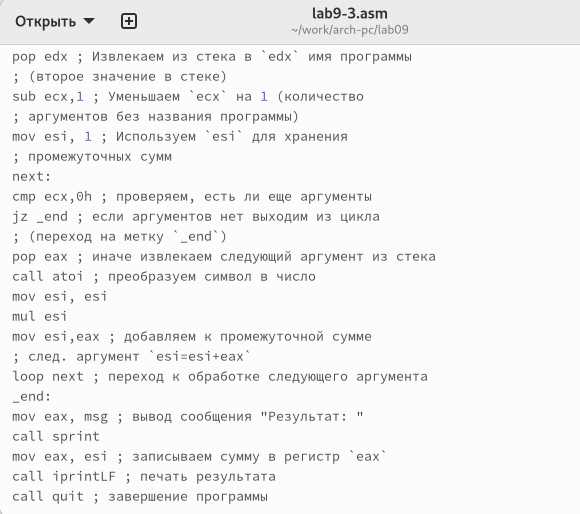 Открыть
lab9-3.asm
~/work/arch-pc/lab09
pop edx ; Извлекаем из стека в `edx` имя программы
; (второе значение в стеке)
sub ecx,1 ; Уменьшаем `ecx` на 1 (количество
; аргументов без названия программы)
mov esi, 1 ; Используем `esi` для хранения
; промежуточных сумм
next:
cmp ecx,0h ; проверяем, есть ли еще аргументы
jz _end ; если аргументов нет выходим из цикла
; (переход на метку `_end`)
pop eax ; иначе извлекаем следующий аргумент из стека
call atoi ; преобразуем символ в число
mov esi, esi
mul esi
mov esi,eax ; добавляем к промежуточной сумме
; след. аргумент `esi=esi+eax`
loop next ; переход к обработке следующего аргумента
_end:
mov eax, msg ; вывод сообщения "Результат: "
call sprint
mov eax, esi ; записываем сумму в регистр `eax`
call iprintLF ; печать результата
call quit ; завершение программы